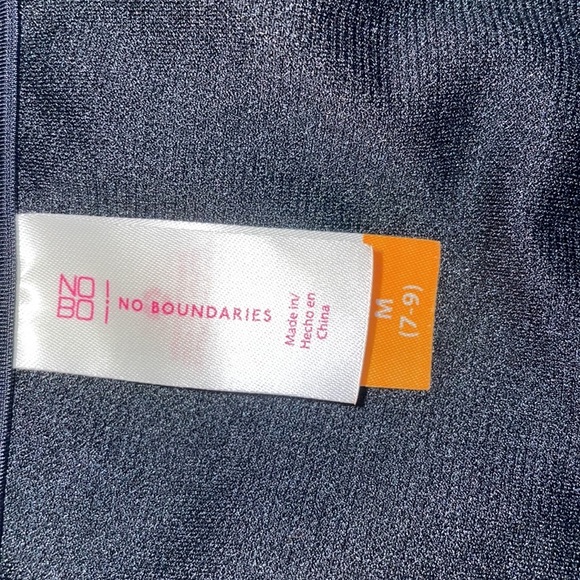 NO
BO
NO BOUNDARIES
Made in/
Hecho en
China
M
(7-9)